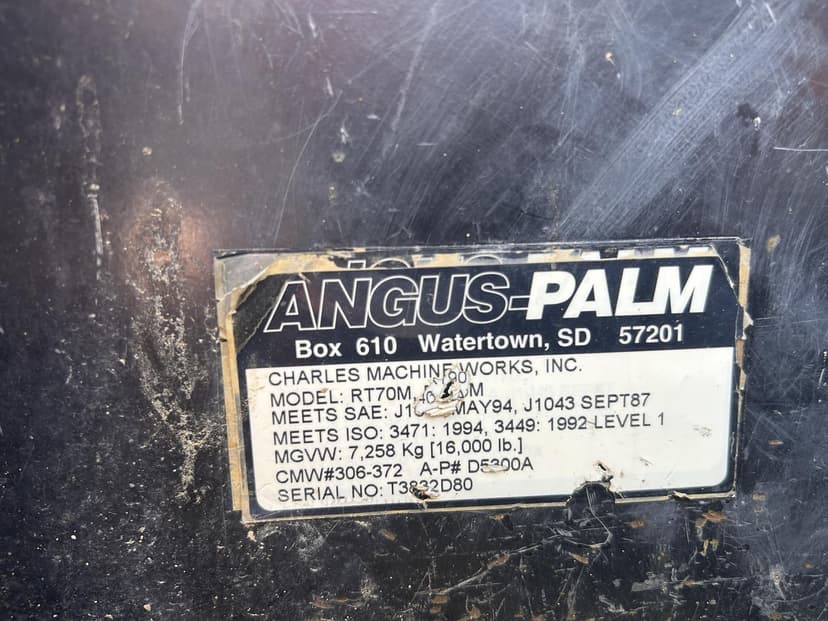 ANGUS-PALM
Box 610 Watertown, SD 57201
CHARLES MACHINE WORKS, INC.
MODEL: RT70M,
MEETS SAE: MAY94, J1043 SEPT87
MEETS ISO: 3471: 1994, 3449: 1992 LEVEL 1
MGVW: 7,258 Kg [16,000 lb.]
CMW#306-372 A-P# D5300A
SERIAL NO: T3832D80